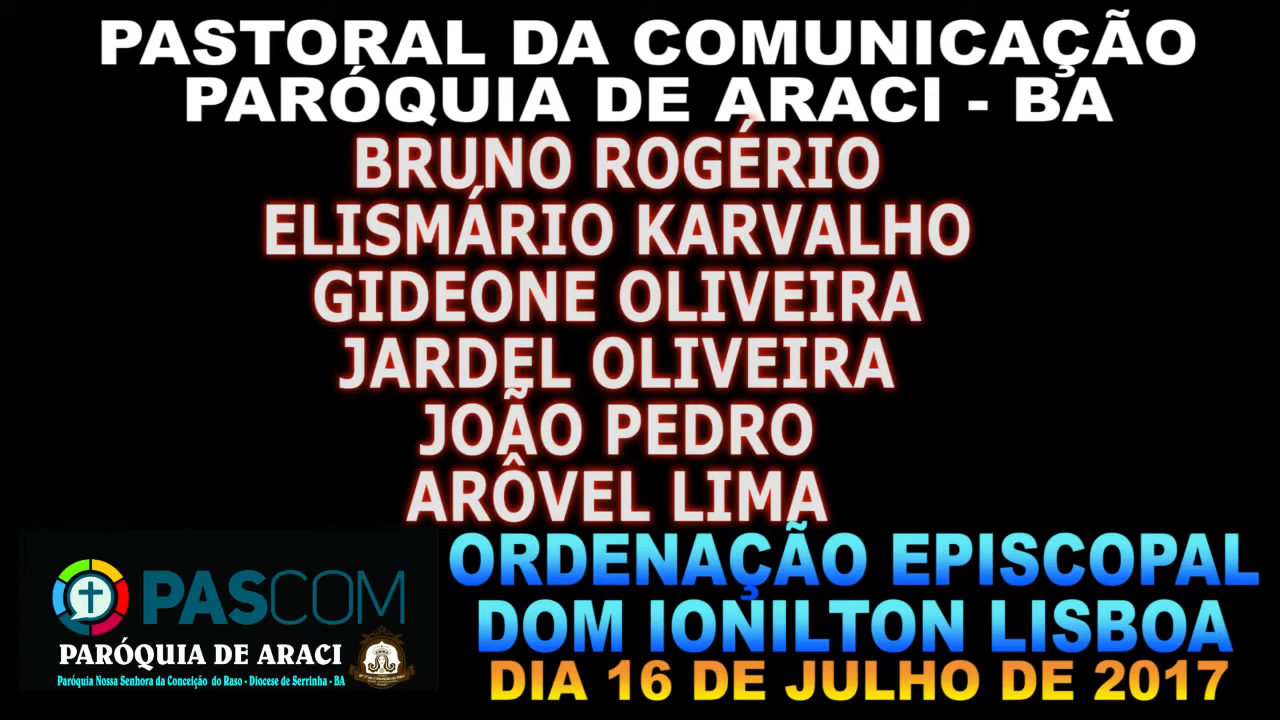 PASTORAL DA COMUNICAÇÃO
PARÓQUIA DE ARACI - BA
BRUNO ROGÉRIO
ELISMÁRIO KARVALHO
GIDEONE OLIVEIRA
JARDEL OLIVEIRA
JOÃO PEDRO
ARÔVEL LIMA
ORDENAÇÃO EPISCOPAL
DOM IONILTON LISBOA
DIA 16 DE JULHO DE 2017
PASCOM
PARÓQUIA DE ARACI
Paróquia Nossa Senhora da Conceição do Raso - Diocese de Serrinha - BA